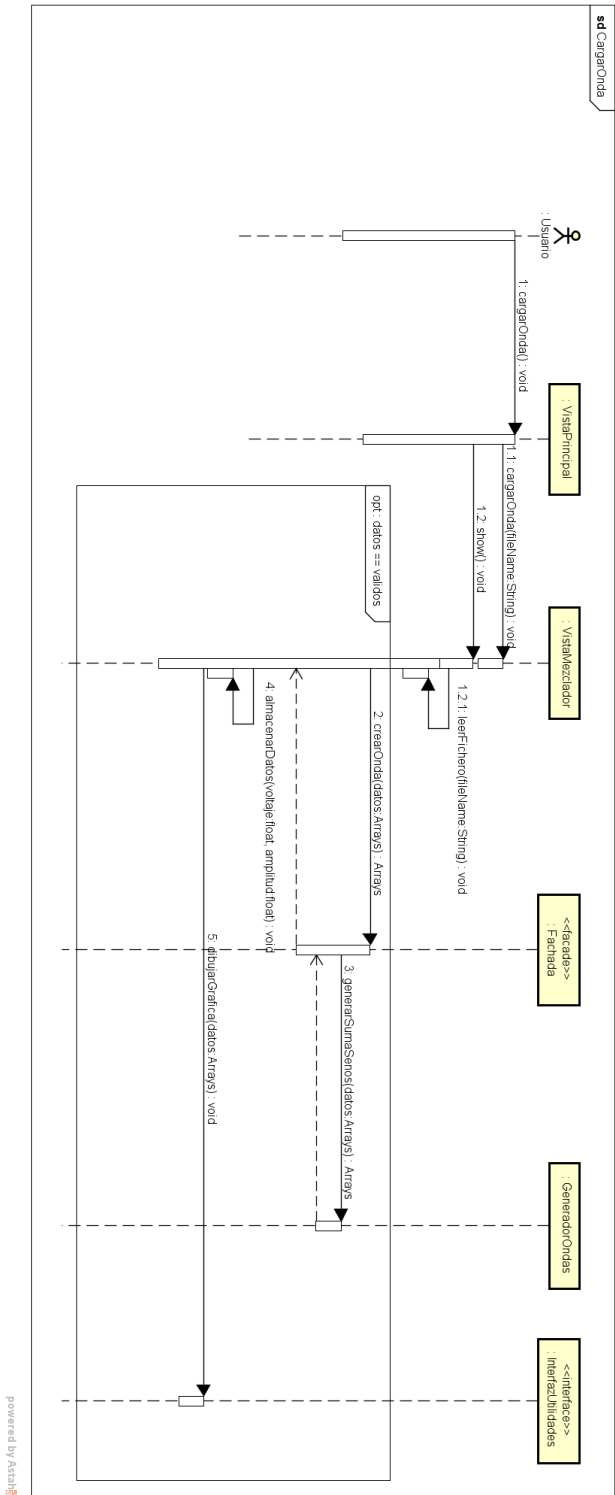 sd CargarOnda
: Usuario
: VistaPrincipal
: VistaMezclador
<<facade>>
: Fachada
: GeneradorOndas
<<interface>>
: InterfazUtilidades
1: cargarOnda() : void
1.1: cargarOnda(fileName:String) : void
1.2: show() : void
1.2.1: leerFichero(fileName:String) : void
opt : datos == validos
2: crearOnda(datos:Arrays) : Arrays
3: generarSumaSenos(datos:Arrays) : Arrays
4: almacenarDatos(voltaje:float, amplitud:float) : void
5: dibujarGrafica(datos:Arrays) : void
powered by Astah